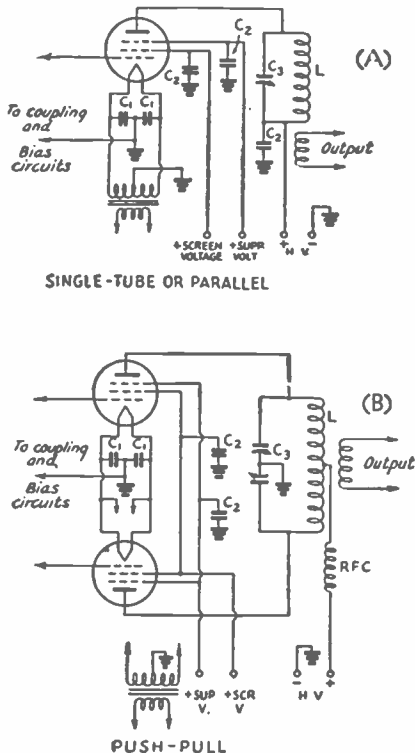 C₂
(A)
C₂
C₃
L
To coupling
and
Bias
circuits
C₁ C₁
C₂
Output
+SCREEN
VOLTAGE
+SUPR
VOLT
+ -
H V
SINGLE-TUBE OR PARALLEL
(B)
L
To coupling
and
Bias
circuits
C₁ C₁
C₂
C₃
Output
C₂
RFC
+SUP
V.
+SCR
V
- +
H V
PUSH-PULL